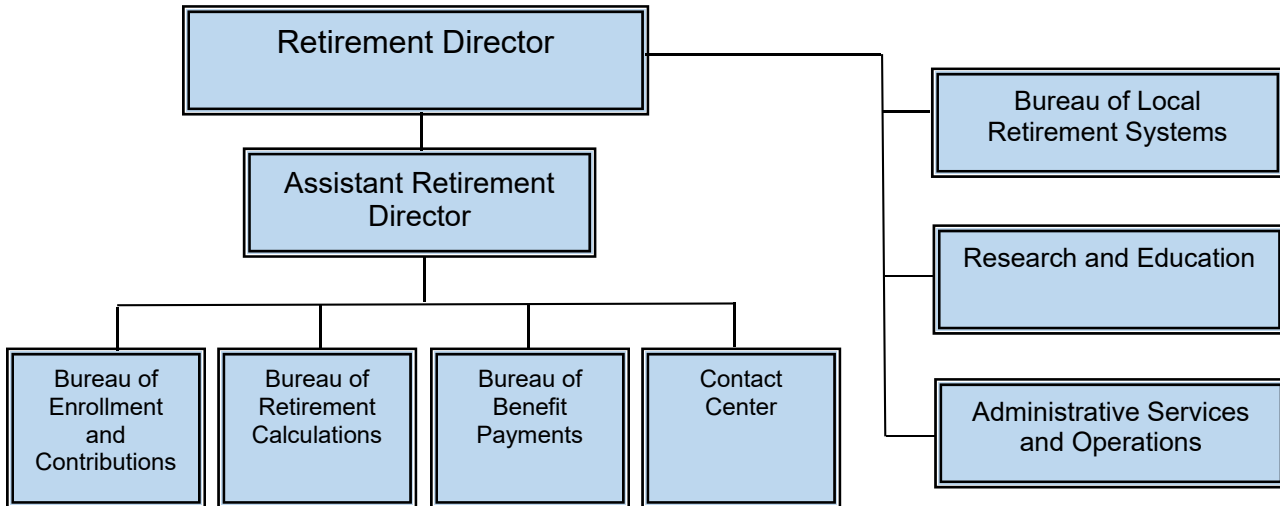 Retirement Director
Bureau of Local
Retirement Systems
Assistant Retirement
Director
Research and Education
Bureau of
Enrollment
and
Contributions
Bureau of
Retirement
Calculations
Bureau of
Benefit
Payments
Contact
Center
Administrative Services
and Operations